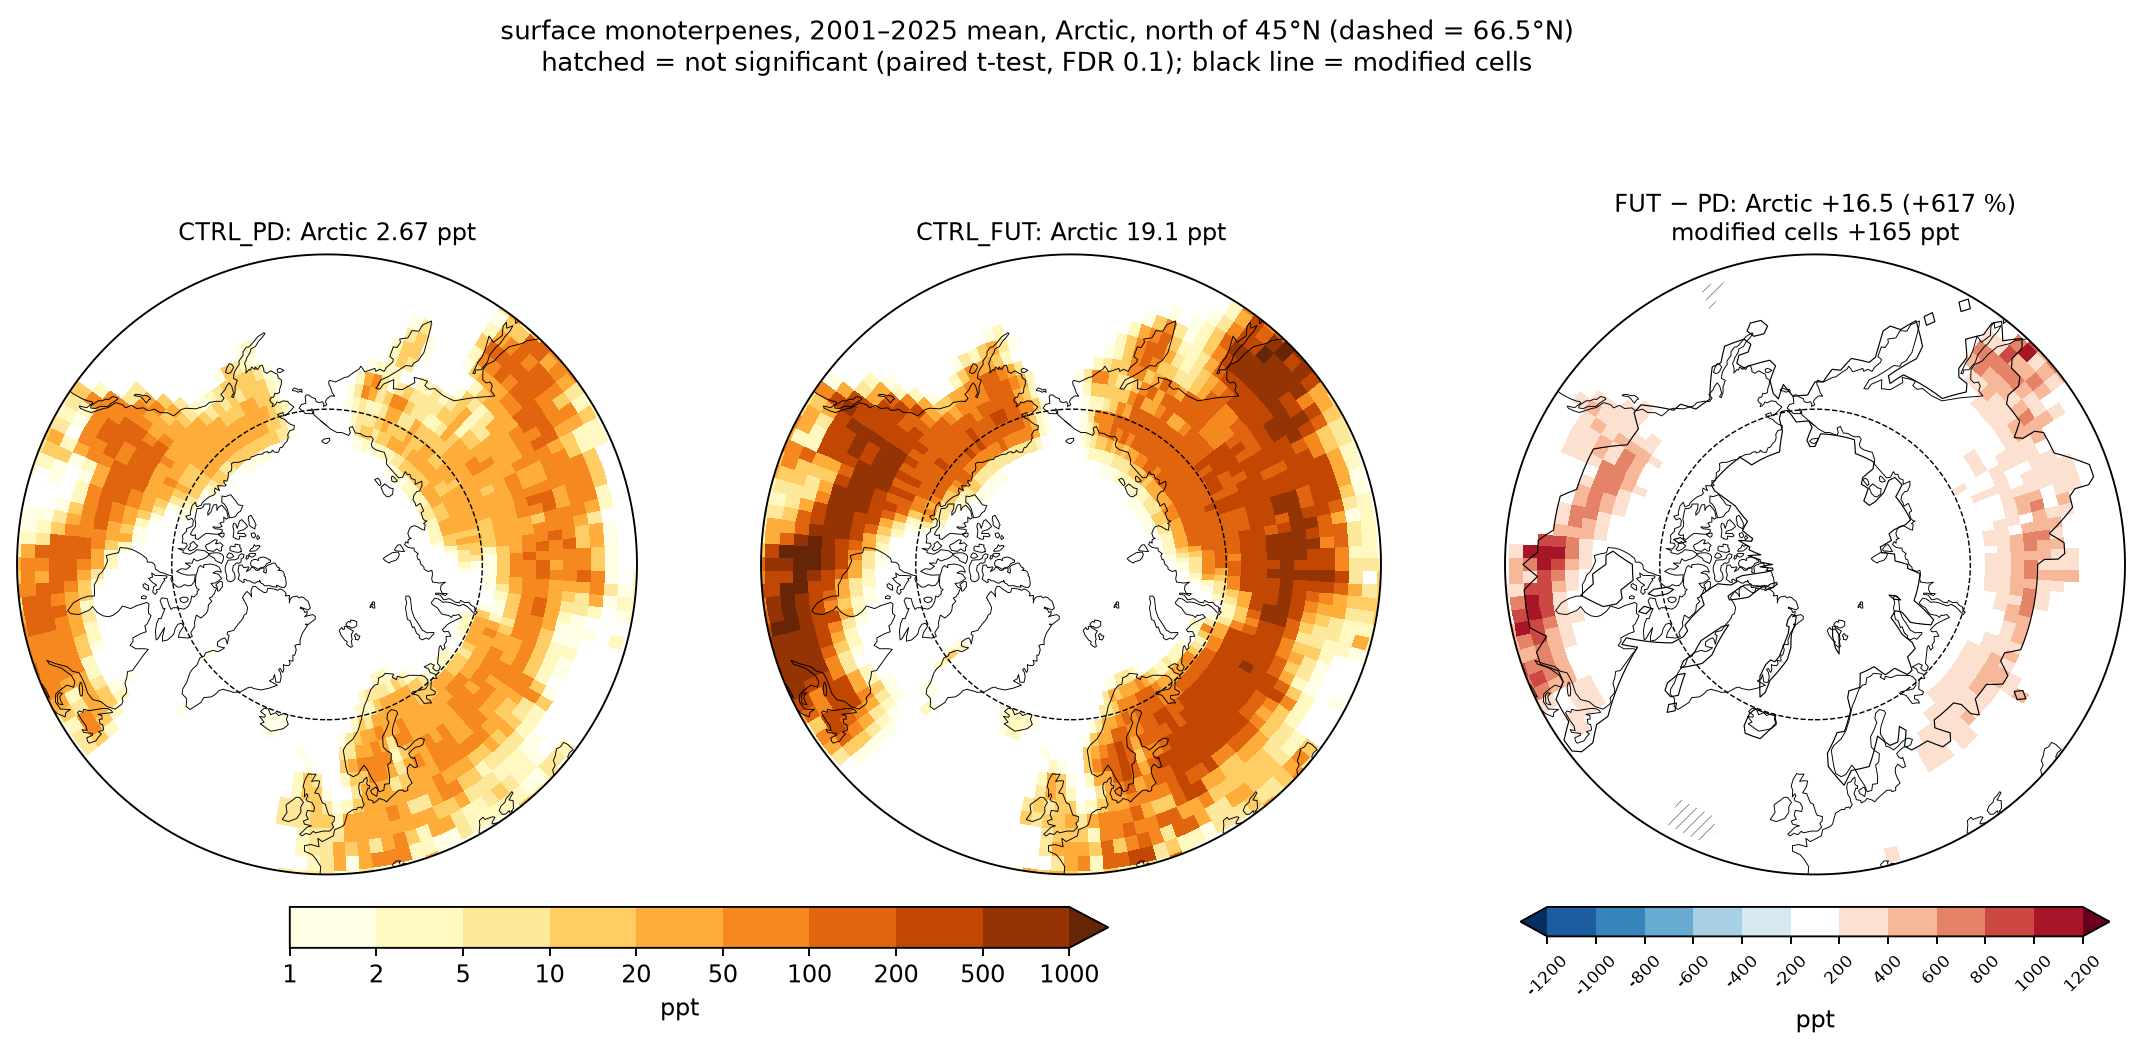 surface monoterpenes, 2001–2025 mean, Arctic, north of 45°N (dashed = 66.5°N)
hatched = not significant (paired t-test, FDR 0.1); black line = modified cells
CTRL_PD: Arctic 2.67 ppt
CTRL_FUT: Arctic 19.1 ppt
FUT − PD: Arctic +16.5 (+617 %)
modified cells +165 ppt
1 2 5 10 20 50 100 200 500 1000
ppt
-1200 -1000 -800 -600 -400 -200 200 400 600 800 1000 1200
ppt